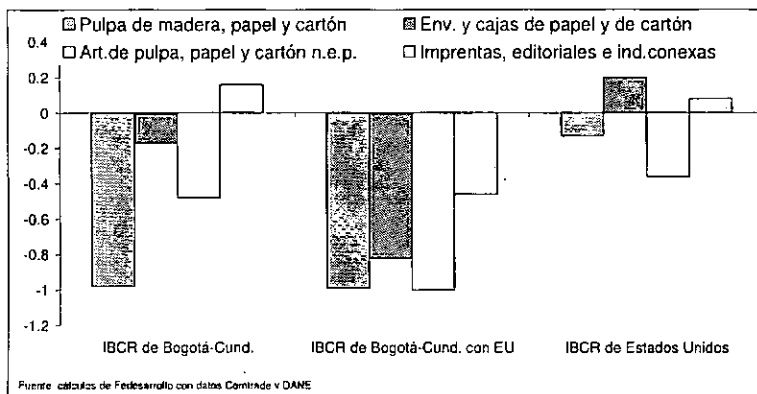 Pulpa de madera, papel y cartón
Env. y cajas de papel y de cartón
Art.de pulpa, papel y cartón n.e.p.
Imprentas, editoriales e ind.conexas
0.4
0.2
0
-0.2
-0.4
-0.6
-0.8
-1
-1.2
IBCR de Bogotá-Cund.
IBCR de Bogotá-Cund. con EU
IBCR de Estados Unidos
Fuente cálculos de Fedesarrollo con datos Comtrade y DANE